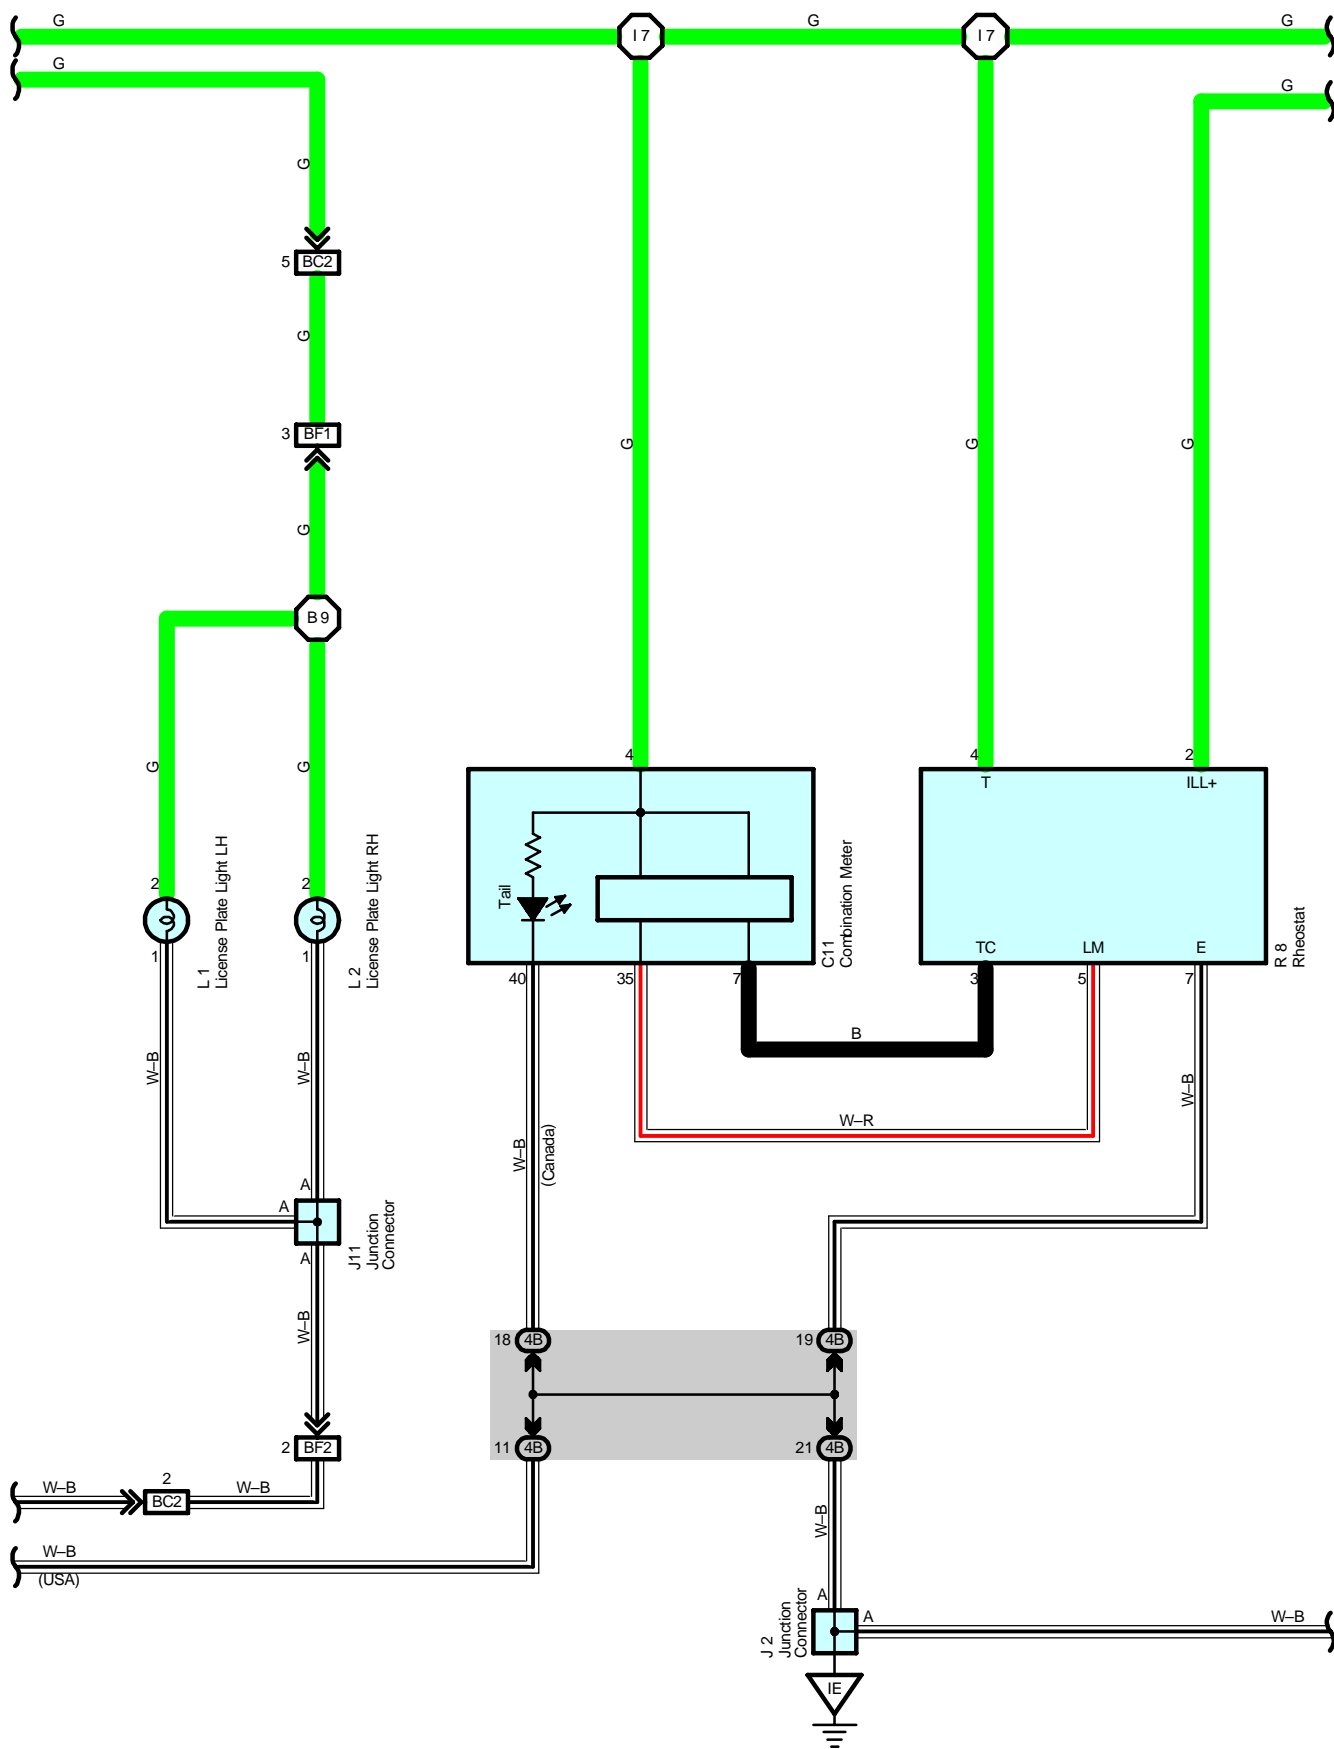 G
I 7
G
I 7
G
G
G
G
5 BC2
G
3 BF1
G
G
G
G
B 9
G
G
4
4
2
T
ILL+
2
L 1
License Plate Light LH
2
L 2
License Plate Light RH
Tail
C11
Combination Meter
TC
LM
E
R 8
Rheostat
1
1
40
35
7
3
5
7
B
W–B
W–B
W–B
W–R
W–B
(Canada)
A
A
A
J11
Junction
Connector
W–B
18 4B
19 4B
11 4B
21 4B
2 BF2
W–B
2
BC2
W–B
W–B
W–B
(USA)
A
A
J 2
Junction
Connector
W–B
IE